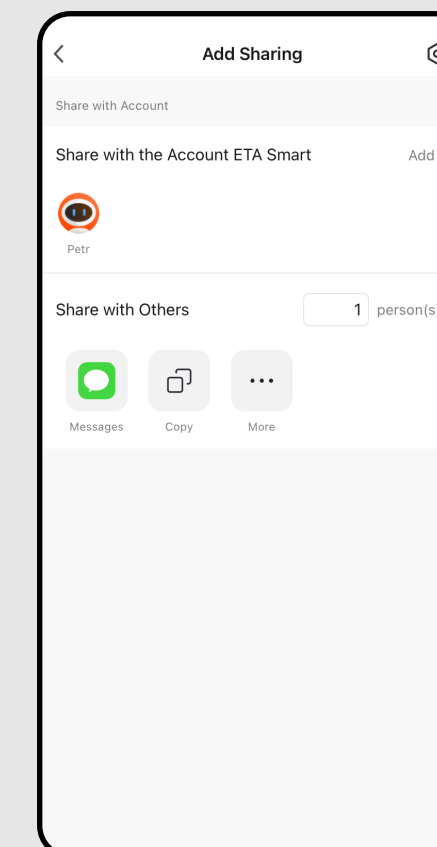 Add Sharing
Share with Account
Share with the Account ETA Smart Add
Petr
Share with Others 1 person(s)
Messages Copy More